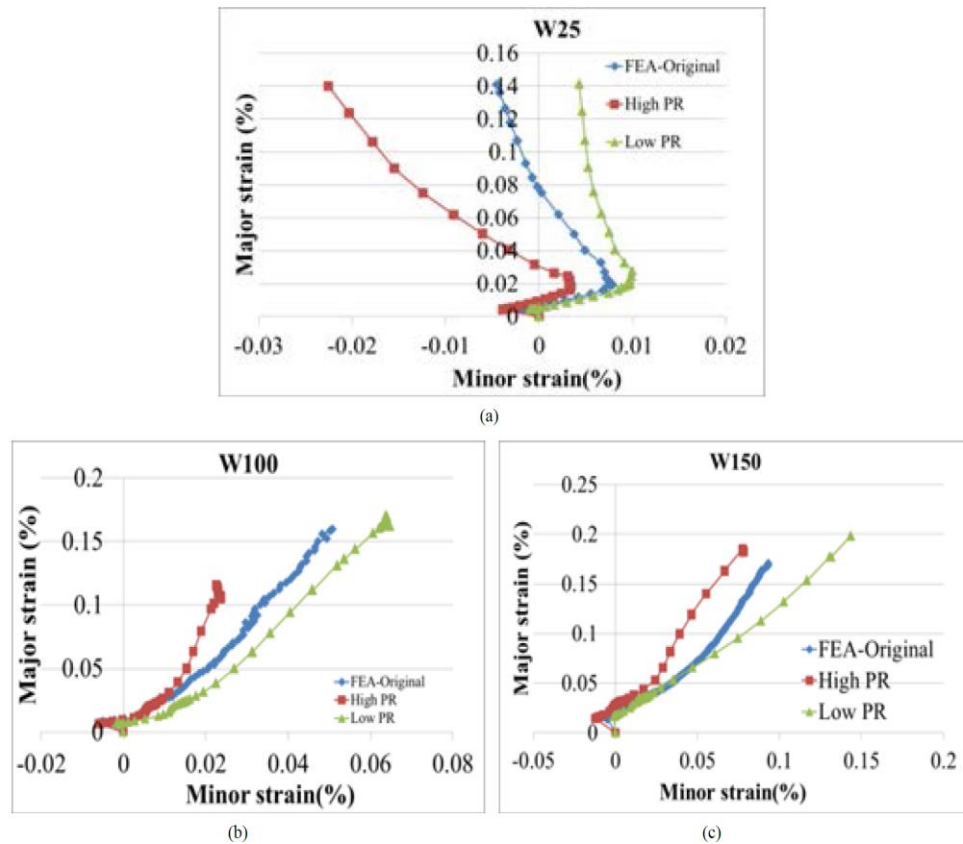 W25
0.16
0.14
0.12
0.1
0.08
0.06
0.04
0.02
0
FEA-Original
High PR
Low PR
Major strain (%)
-0.03 -0.02 -0.01 0 0.01 0.02
Minor strain(%)
(a)
W100
0.2
0.15
0.1
0.05
0
Major strain (%)
FEA-Original
High PR
Low PR
-0.02 0 0.02 0.04 0.06 0.08
Minor strain(%)
(b)
W150
0.25
0.2
0.15
0.1
0.05
0
Major strain (%)
FEA-Original
High PR
Low PR
-0.05 0 0.05 0.1 0.15 0.2
Minor strain(%)
(c)